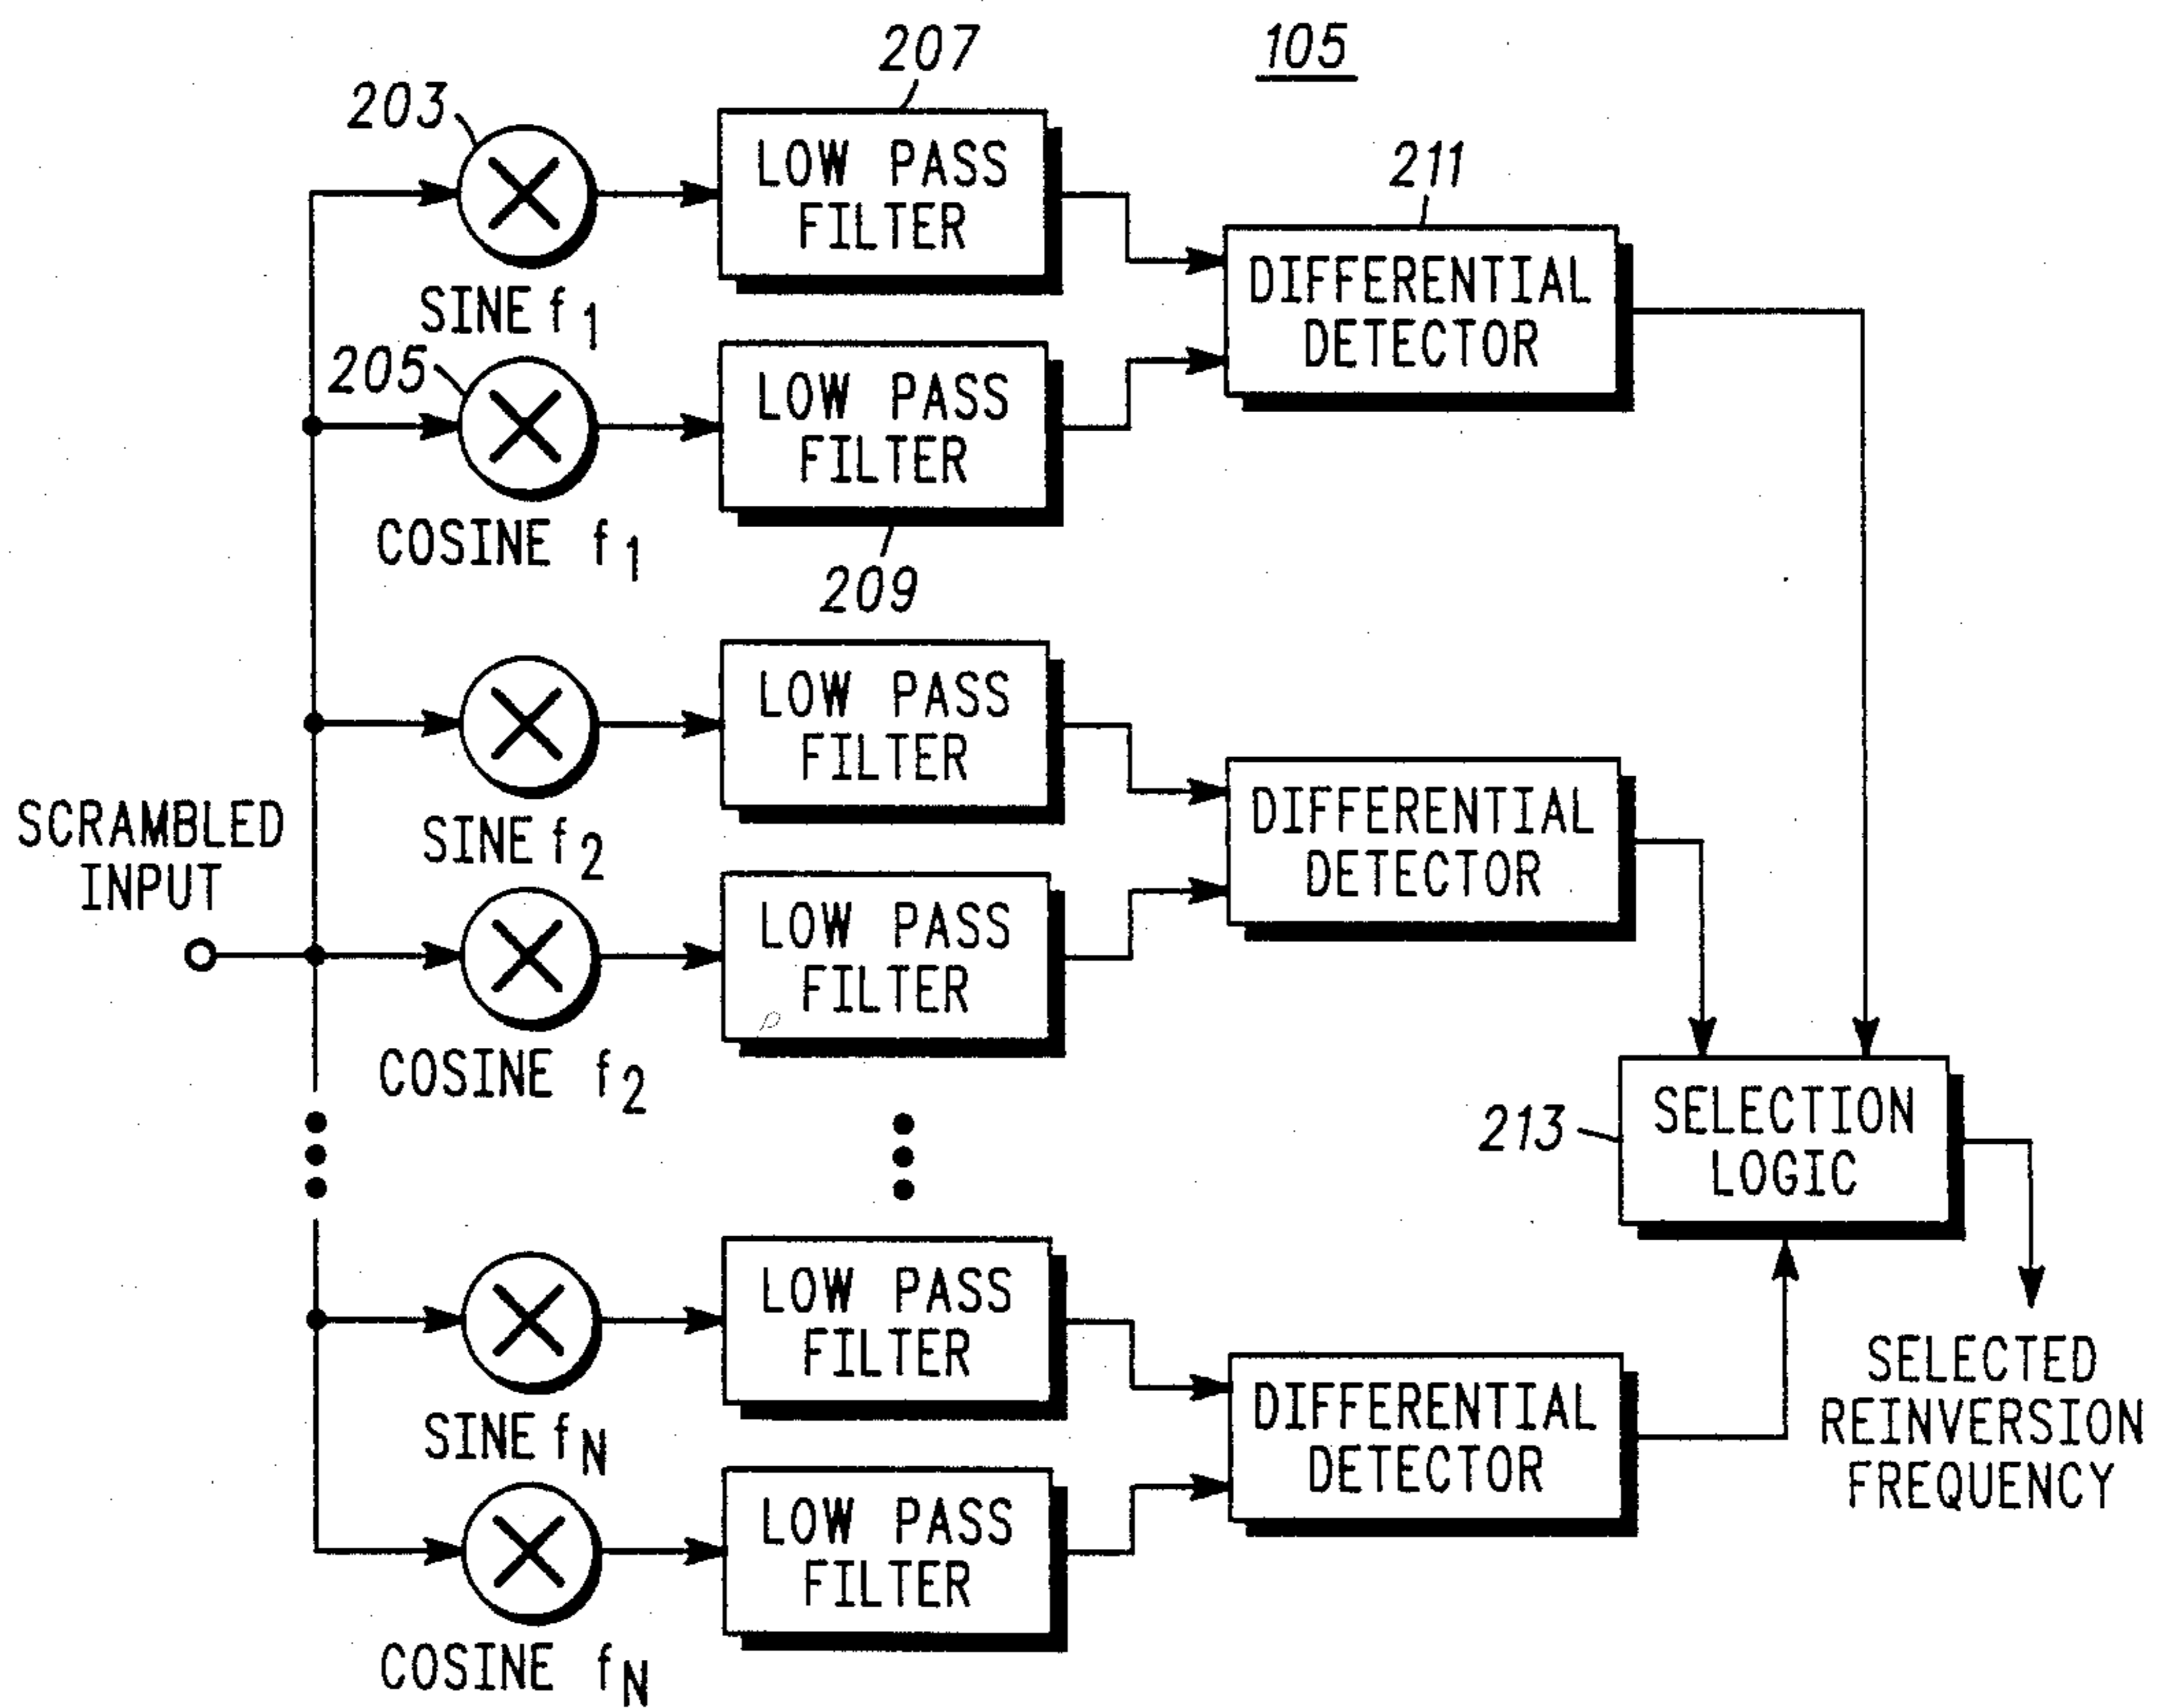 207
105
203
LOW PASS
FILTER
211
SINE f1
DIFFERENTIAL
DETECTOR
205
LOW PASS
FILTER
COSINE f1
209
LOW PASS
FILTER
SINE f2
DIFFERENTIAL
DETECTOR
SCRAMBLED
INPUT
LOW PASS
FILTER
COSINE f2
213
SELECTION
LOGIC
LOW PASS
FILTER
SINE fN
DIFFERENTIAL
DETECTOR
SELECTED
REINVERSION
FREQUENCY
LOW PASS
FILTER
COSINE fN